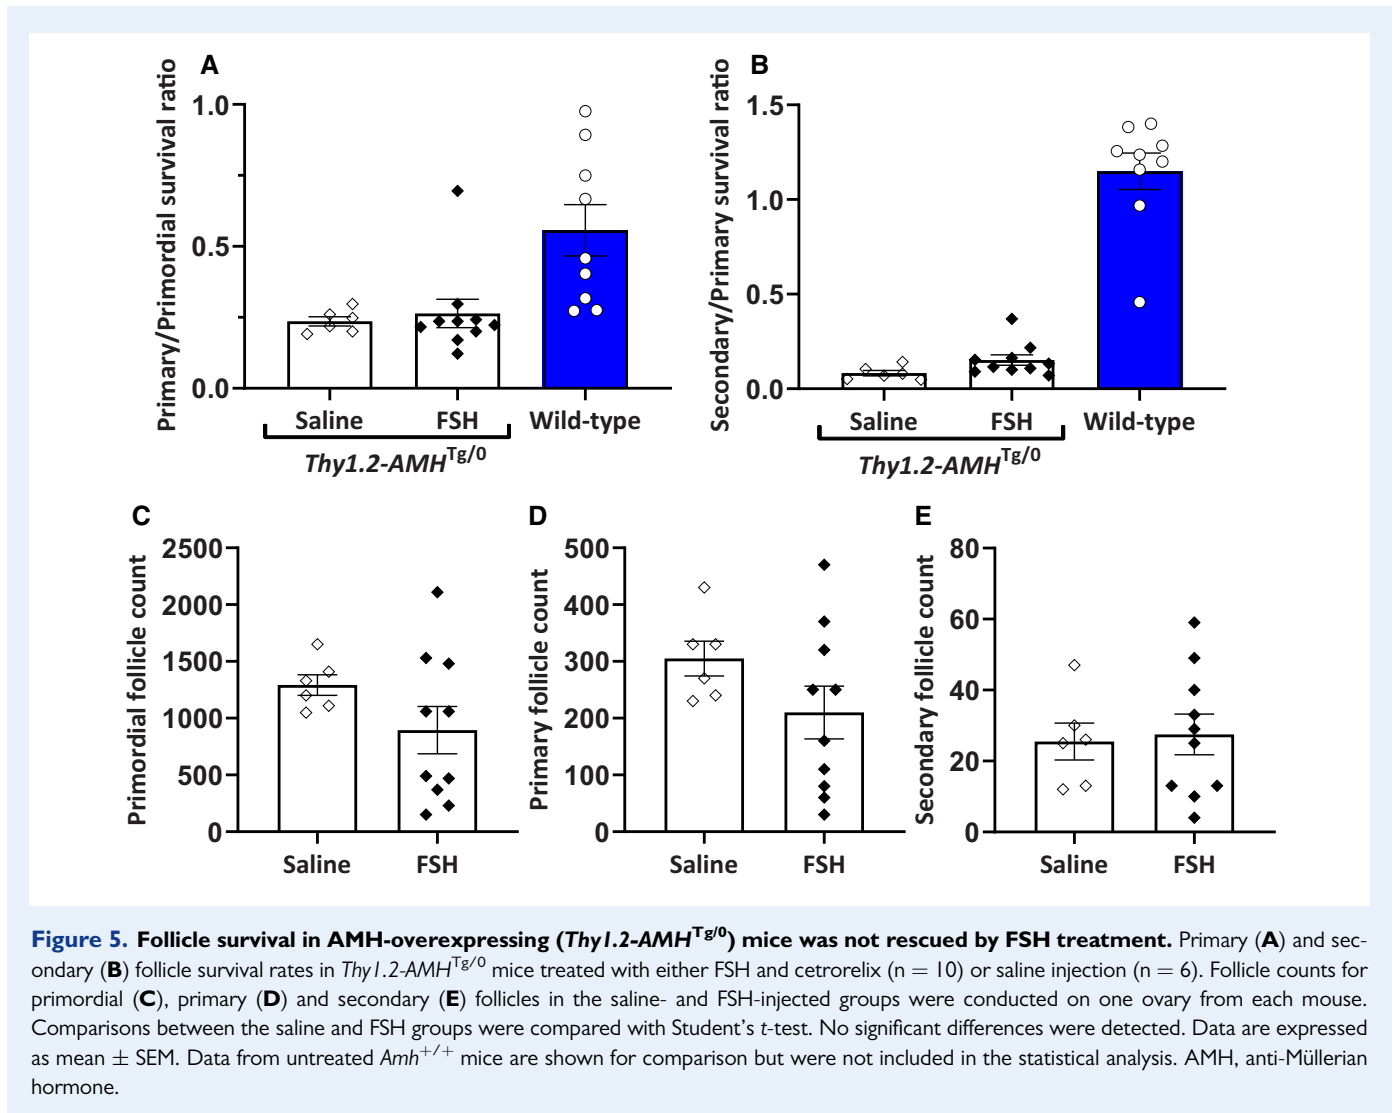 A
Primary/Primordial survival ratio
1.0
0.5
0.0
Saline FSH Wild-type
Thy1.2-AMH^Tg/0
B
Secondary/Primary survival ratio
1.5
1.0
0.5
0.0
Saline FSH Wild-type
Thy1.2-AMH^Tg/0
C
Primordial follicle count
2500
2000
1500
1000
500
0
Saline FSH
D
Primary follicle count
500
400
300
200
100
0
Saline FSH
E
Secondary follicle count
80
60
40
20
0
Saline FSH
Figure 5. Follicle survival in AMH-overexpressing (Thy1.2-AMH^Tg/0) mice was not rescued by FSH treatment. Primary (A) and sec-
ondary (B) follicle survival rates in Thy1.2-AMH^Tg/0 mice treated with either FSH and cetrorelix (n = 10) or saline injection (n = 6). Follicle counts for
primordial (C), primary (D) and secondary (E) follicles in the saline- and FSH-injected groups were conducted on one ovary from each mouse.
Comparisons between the saline and FSH groups were compared with Student's t-test. No significant differences were detected. Data are expressed
as mean ± SEM. Data from untreated Amh^+/+ mice are shown for comparison but were not included in the statistical analysis. AMH, anti-Müllerian
hormone.